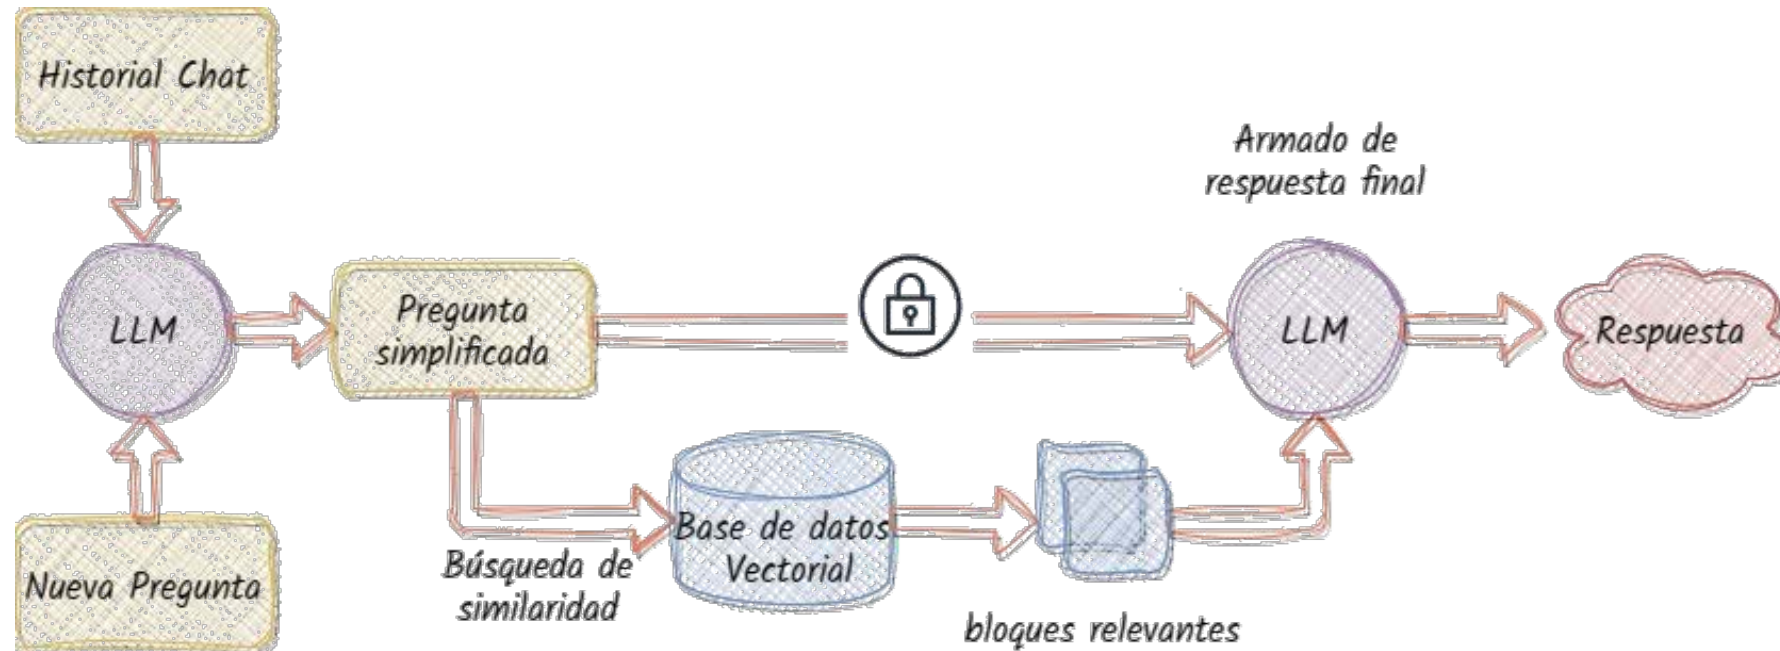 Historial Chat
LLM
Nueva Pregunta
Pregunta
simplificada
Búsqueda de
similaridad
Base de datos
Vectorial
bloques relevantes
Armado de
respuesta final
LLM
Respuesta